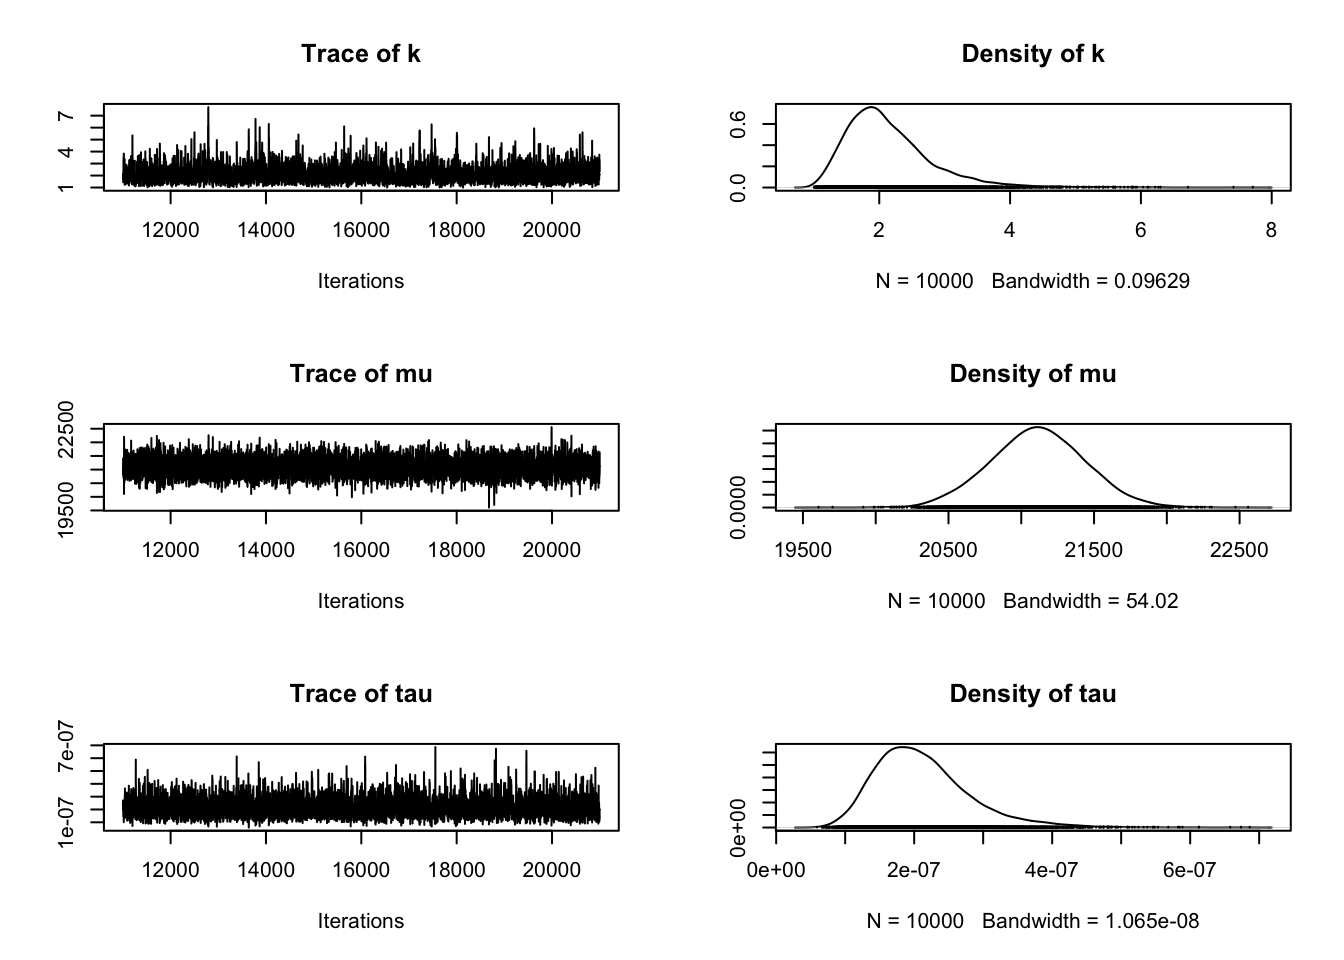 Trace of k
1 4 7
12000 14000 16000 18000 20000
Iterations
Density of k
0.0 0.6
2 4 6 8
N = 10000 Bandwidth = 0.09629
Trace of mu
19500 22500
12000 14000 16000 18000 20000
Iterations
Density of mu
0.0000
19500 20500 21500 22500
N = 10000 Bandwidth = 54.02
Trace of tau
1e-07 7e-07
12000 14000 16000 18000 20000
Iterations
Density of tau
0e+00
0e+00 2e-07 4e-07 6e-07
N = 10000 Bandwidth = 1.065e-08